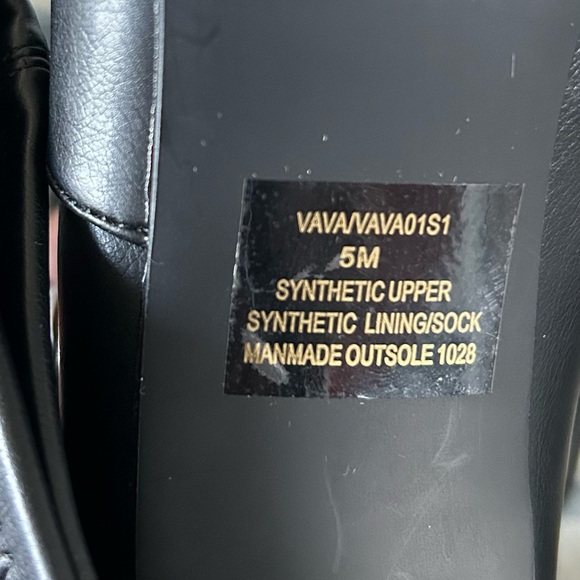 VAVA/VAVA01S1
5M
SYNTHETIC UPPER
SYNTHETIC LINING/SOCK
MANMADE OUTSOLE 1028